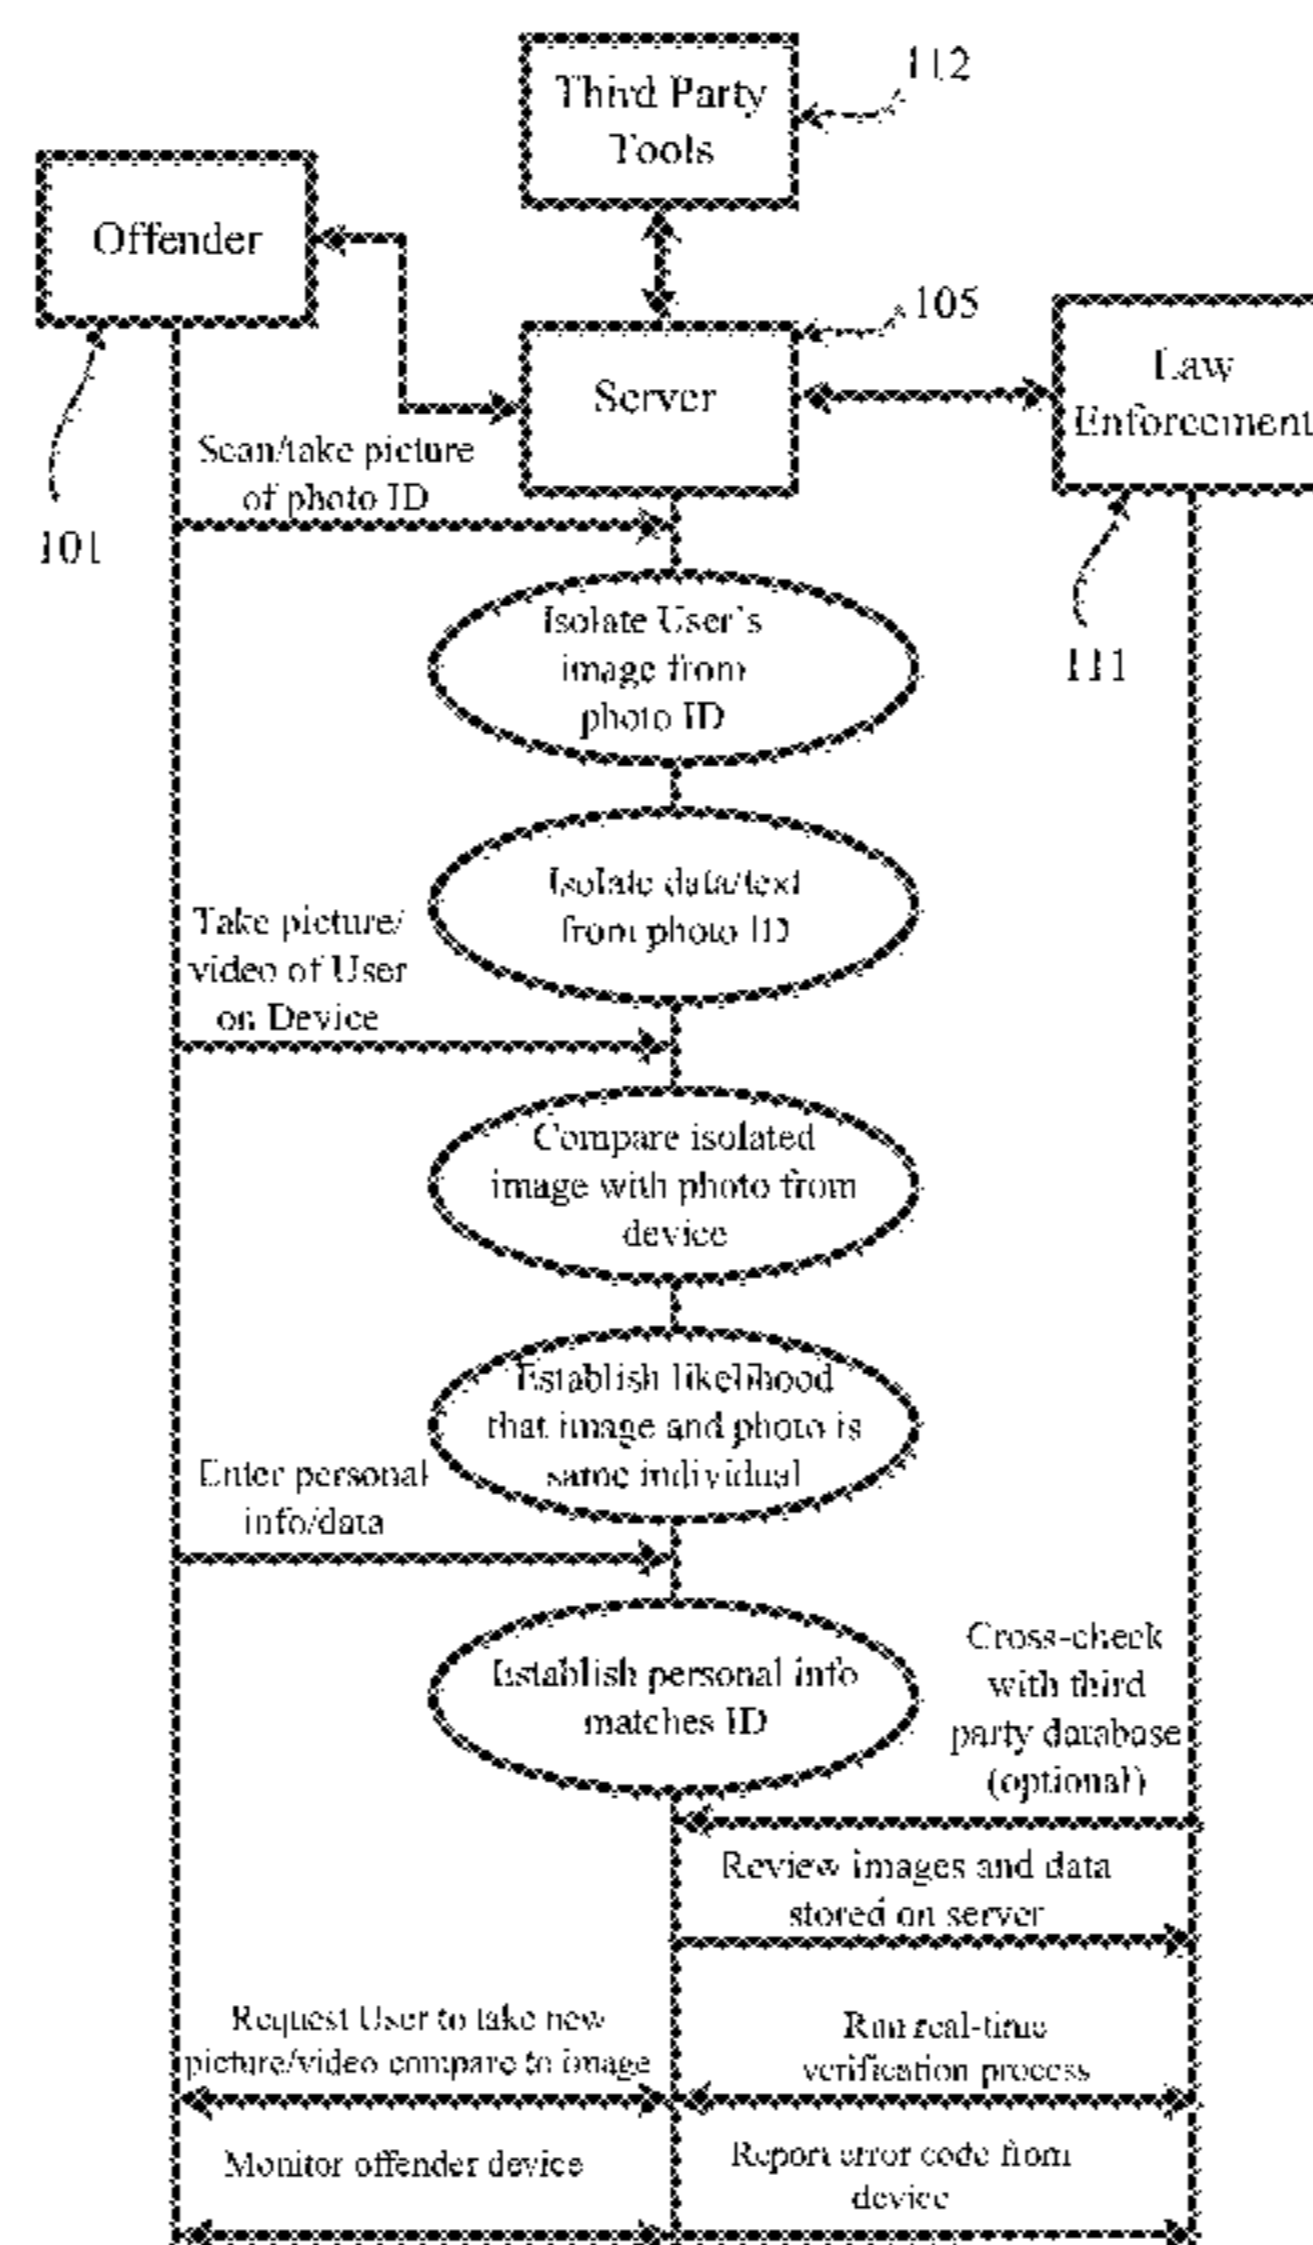 Third Party
Tools
112
Offender
105
Server
Law
Enforcement
Scan/take picture
of photo ID
101
111
Isolate User's
image from
photo ID
Isolate data/text
from photo ID
Take picture/
video of User
on Device
Compare isolated
image with photo from
device
Establish likelihood
that image and photo is
same individual
Enter personal
info/data
Establish personal info
matches ID
Cross-check
with third
party database
(optional)
Review images and data
stored on server
Request User to take new
picture/video compare to image
Run real-time
verification process
Monitor offender device
Report error code from
device